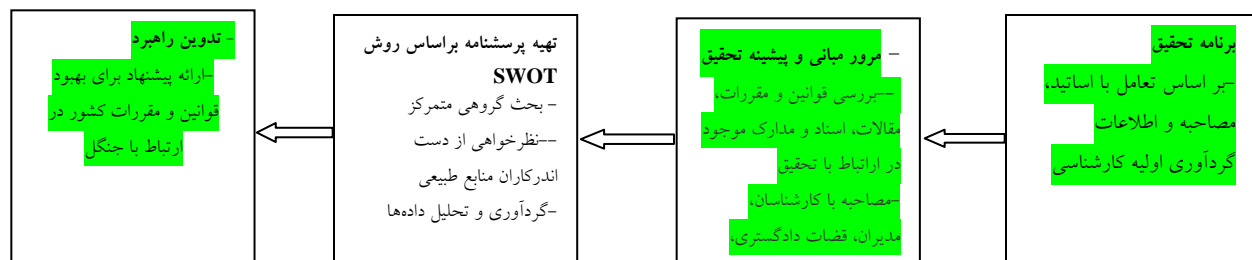 برنامه تحقیق
–بر اساس تعامل با اساتید،
مصاحبه و اطلاعات
گردآوری اولیه کارشناسی
– مرور مبانی و پیشینه تحقیق
––بررسی قوانین و مقررات،
مقالات، اسناد و مدارک موجود
در اراتباط با تحقیق
–مصاحبه با کارشناسان،
مدیران، قضات دادگستری،
تهیه پرسشنامه براساس روش
SWOT
– بحث گروهی متمرکز
––نظرخواهی از دست
اندرکاران منابع طبیعی
–گردآوری و تحلیل داده‌ها
– تدوین راهبرد
–ارائه پیشنهاد برای بهبود
قوانین و مقررات کشور در
ارتباط با جنگل